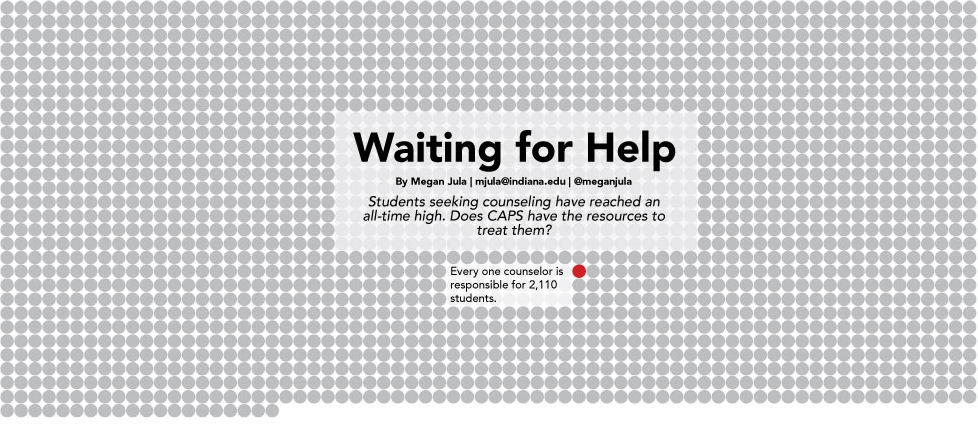 Waiting for Help
By Megan Jula | mjula@indiana.edu | @meganjula
Students seeking counseling have reached an
all-time high. Does CAPS have the resources to
treat them?
Every one counselor is
responsible for 2,110
students.